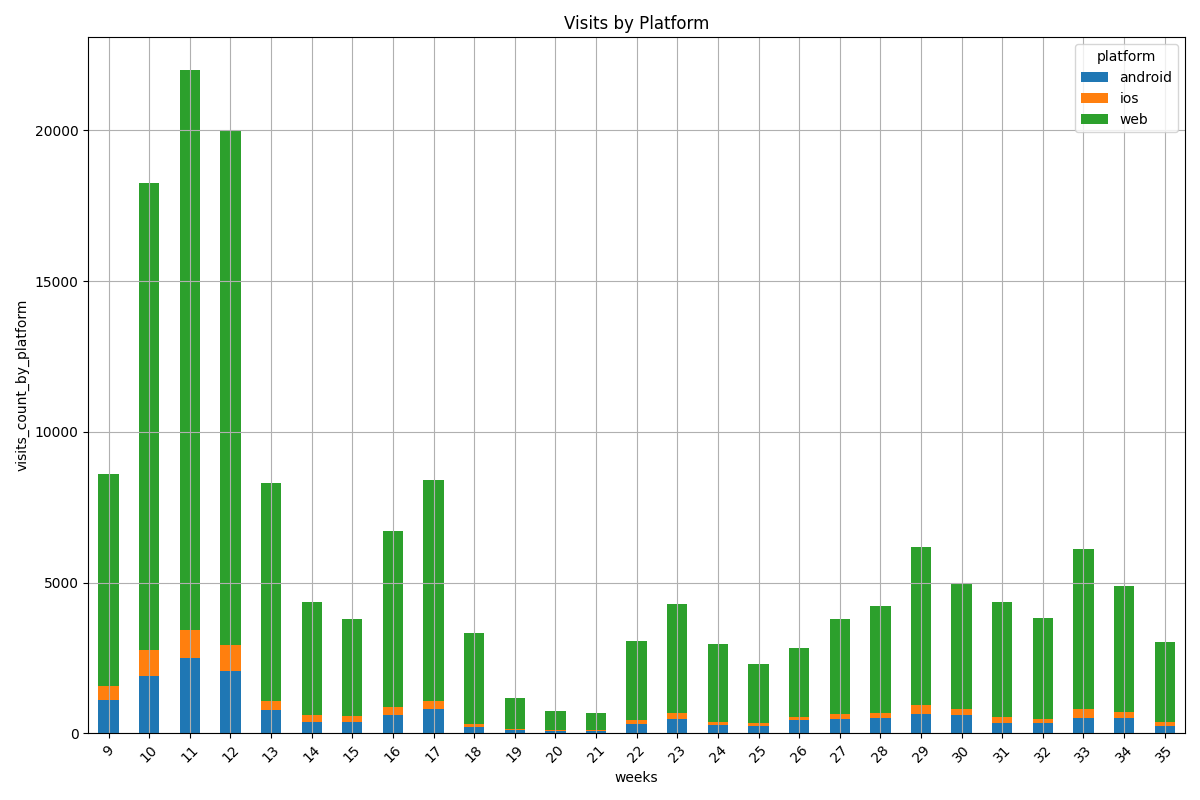 Visits by Platform
platform
android
ios
web
visits_count_by_platform
20000
15000
10000
5000
0
9 10 11 12 13 14 15 16 17 18 19 20 21 22 23 24 25 26 27 28 29 30 31 32 33 34 35
weeks